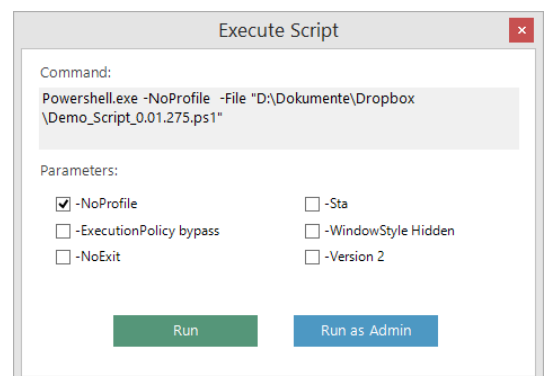 Execute Script
Command:
Powershell.exe -NoProfile  -File "D:\Dokumente\Dropbox
\Demo_Script_0.01.275.ps1"
Parameters:
-NoProfile
-Sta
-ExecutionPolicy bypass
-WindowStyle Hidden
-NoExit
-Version 2
Run
Run as Admin